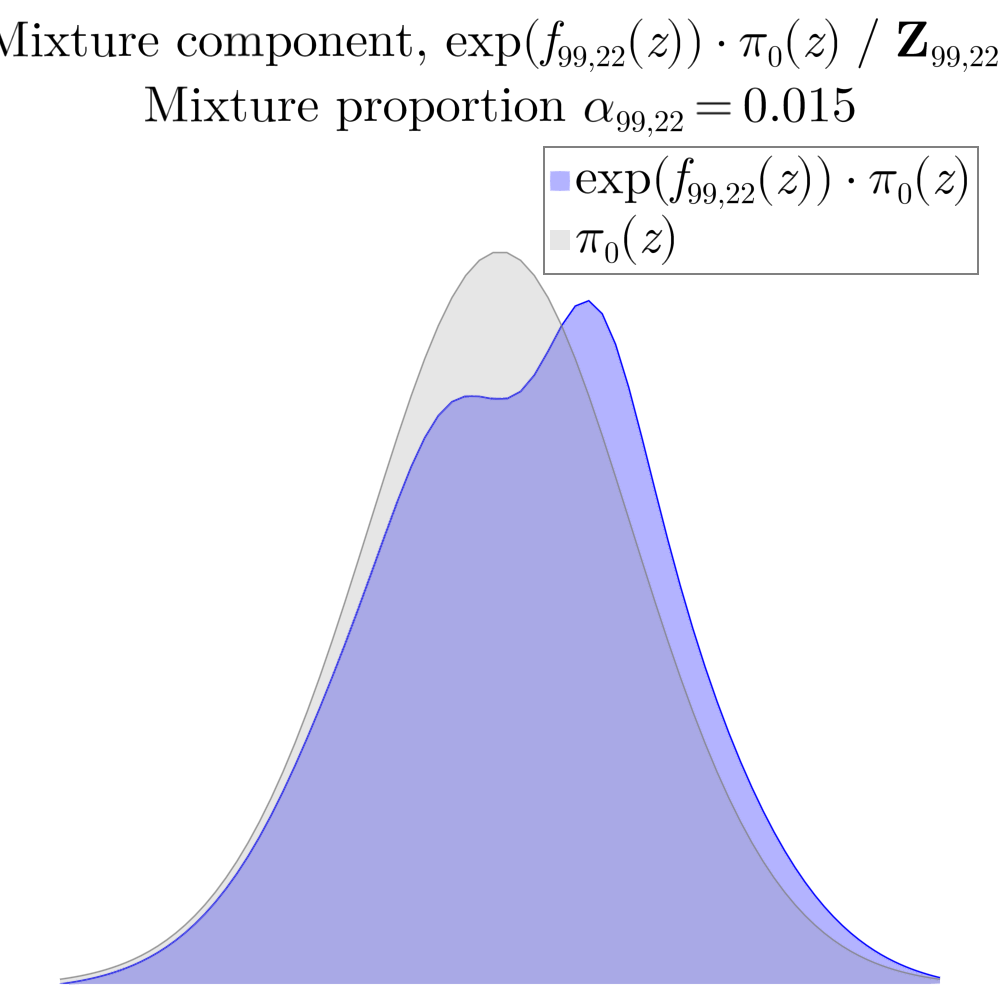 Mixture component, exp(f₉₉,₂₂(z)) · π₀(z) / 𝐙₉₉,₂₂
Mixture proportion α₉₉,₂₂ = 0.015
exp(f₉₉,₂₂(z)) · π₀(z)
π₀(z)